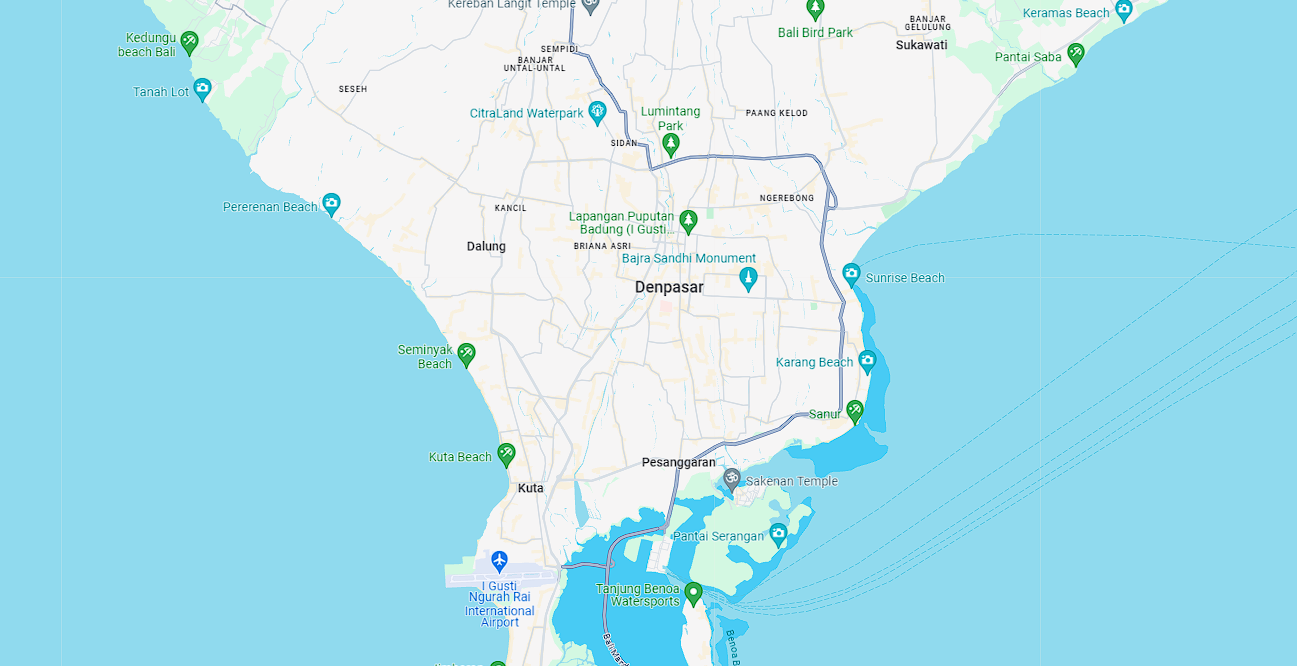 Kereban Langit Temple
Bali Bird Park
BANJAR
GELULUNG
Keramas Beach
Kedungu
beach Bali
SEMPIDI
BANJAR
UNTAL-UNTAL
Sukawati
Pantai Saba
Tanah Lot
SESEH
CitraLand Waterpark
Lumintang
Park
PAANG KELOD
SIDAN
Pererenan Beach
KANCIL
Lapangan Puputan
Badung (I Gusti...
NGEREBONG
Dalung
BRIANA ASRI
Bajra Sandhi Monument
Denpasar
Sunrise Beach
Seminyak
Beach
Karang Beach
Sanur
Kuta Beach
Pesanggaran
Kuta
Sakenan Temple
Pantai Serangan
I Gusti
Ngurah Rai
International
Airport
Tanjung Benoa
Watersports